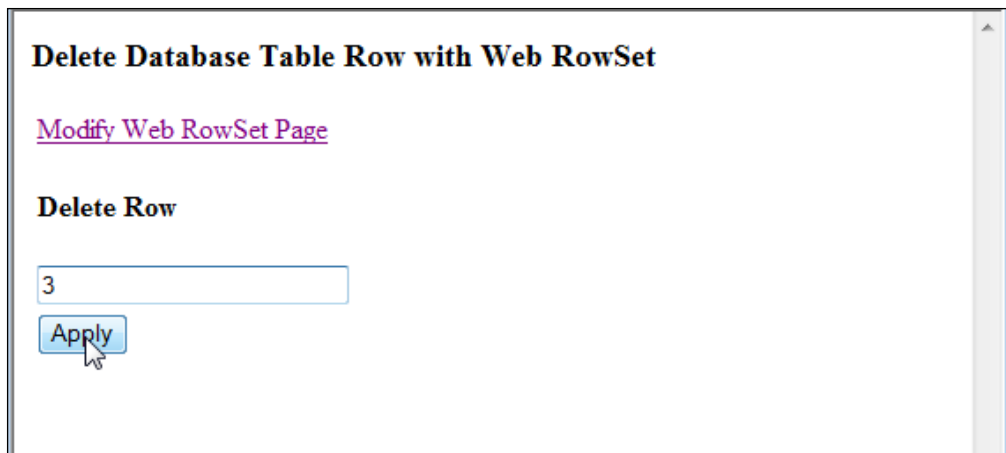 Delete Database Table Row with Web RowSet
Modify Web RowSet Page
Delete Row
3
Apply